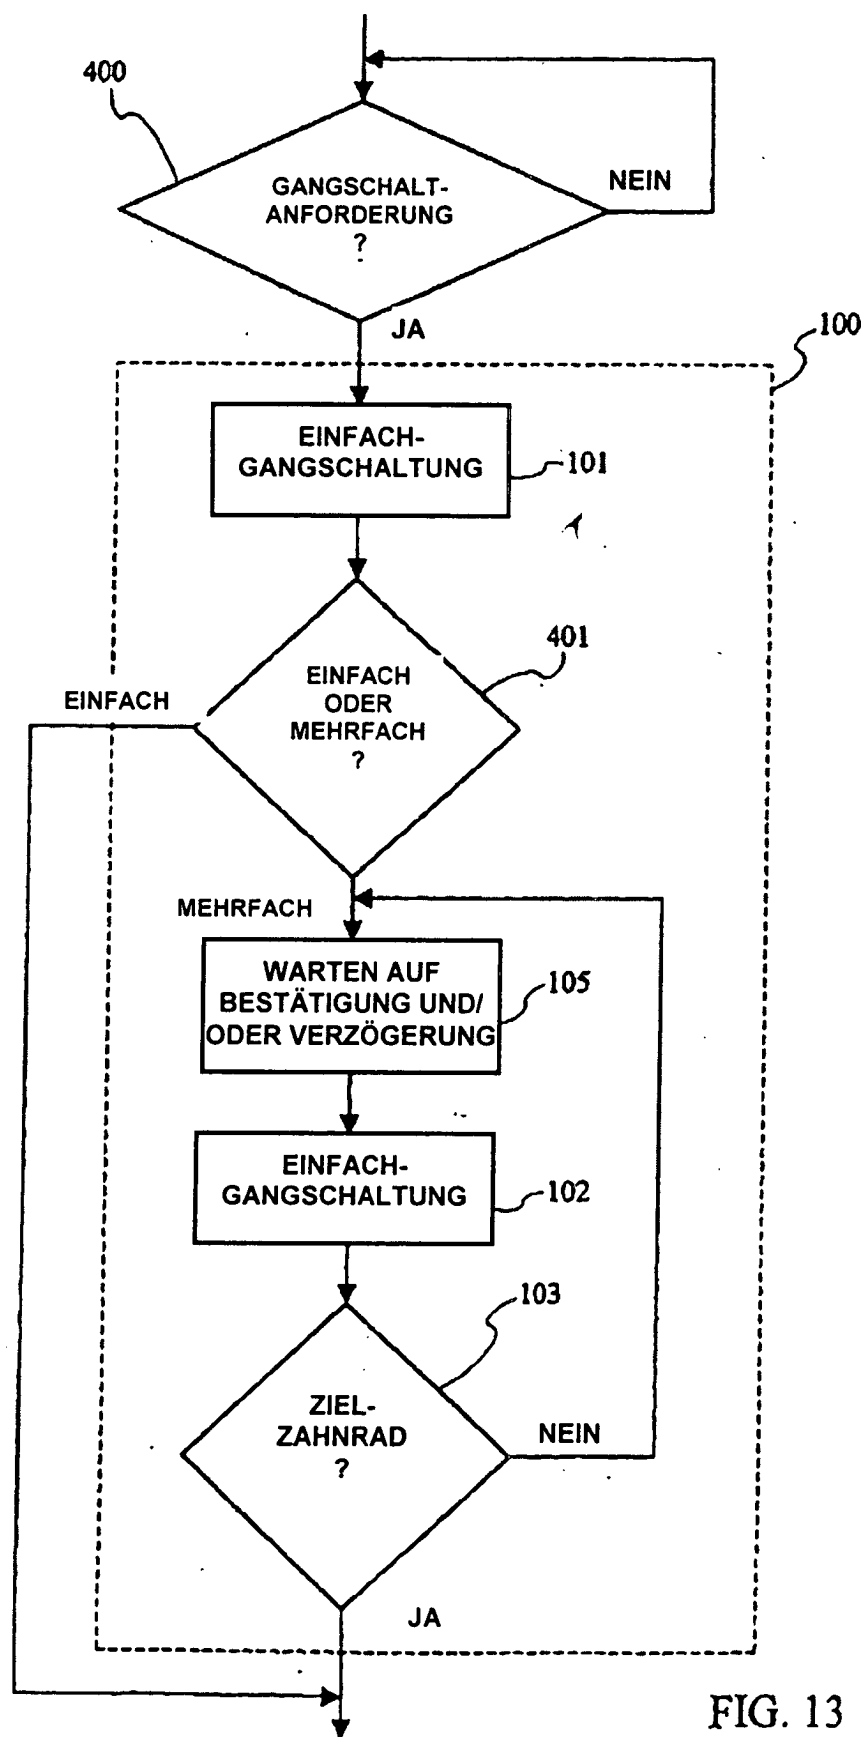 400
GANGSCHALT-
ANFORDERUNG
?
NEIN
JA
100
EINFACH-
GANGSCHALTUNG
101
401
EINFACH
ODER
MEHRFACH
?
EINFACH
MEHRFACH
WARTEN AUF
BESTÄTIGUNG UND/
ODER VERZÖGERUNG
105
EINFACH-
GANGSCHALTUNG
102
103
ZIEL-
ZAHNRAD
?
NEIN
JA
FIG. 13